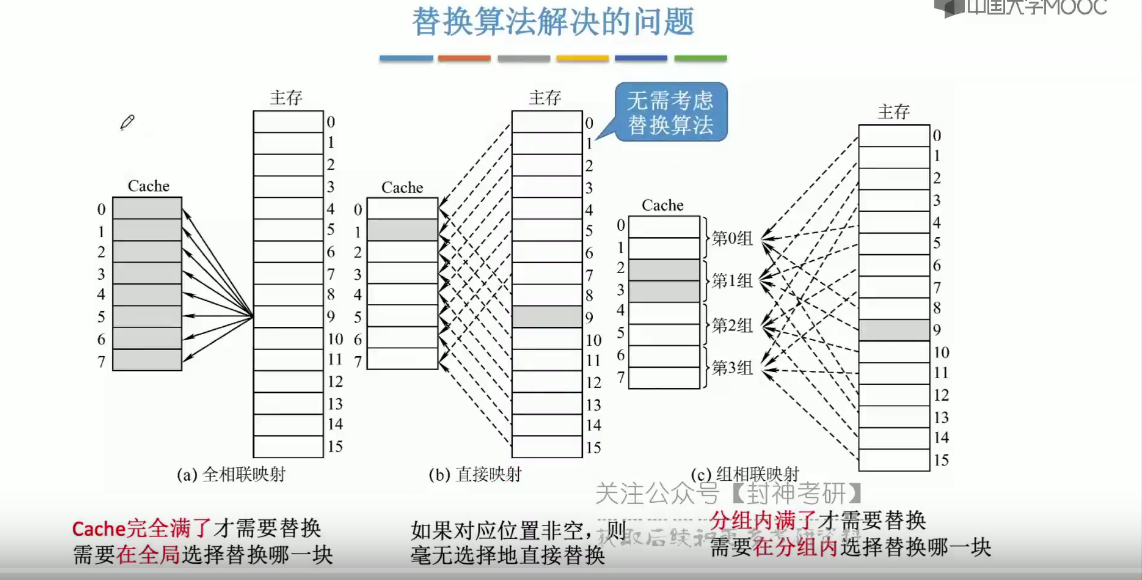 中国大学MOOC
替换算法解决的问题
主存
0
1
2
3
4
5
6
7
8
9
10
11
12
13
14
15
Cache
0
1
2
3
4
5
6
7
(a) 全相联映射
主存
0
1
2
3
4
5
6
7
8
9
10
11
12
13
14
15
无需考虑
替换算法
Cache
0
1
2
3
4
5
6
7
(b) 直接映射
主存
0
1
2
3
4
5
6
7
8
9
10
11
12
13
14
15
Cache
0
1
2
3
4
5
6
7
第0组
第1组
第2组
第3组
(c) 组相联映射
关注公众号【封神考研】
Cache完全满了才需要替换
需要在全局选择替换哪一块
如果对应位置非空，则
毫无选择地直接替换
分组内满了才需要替换
需要在分组内选择替换哪一块
获取后续